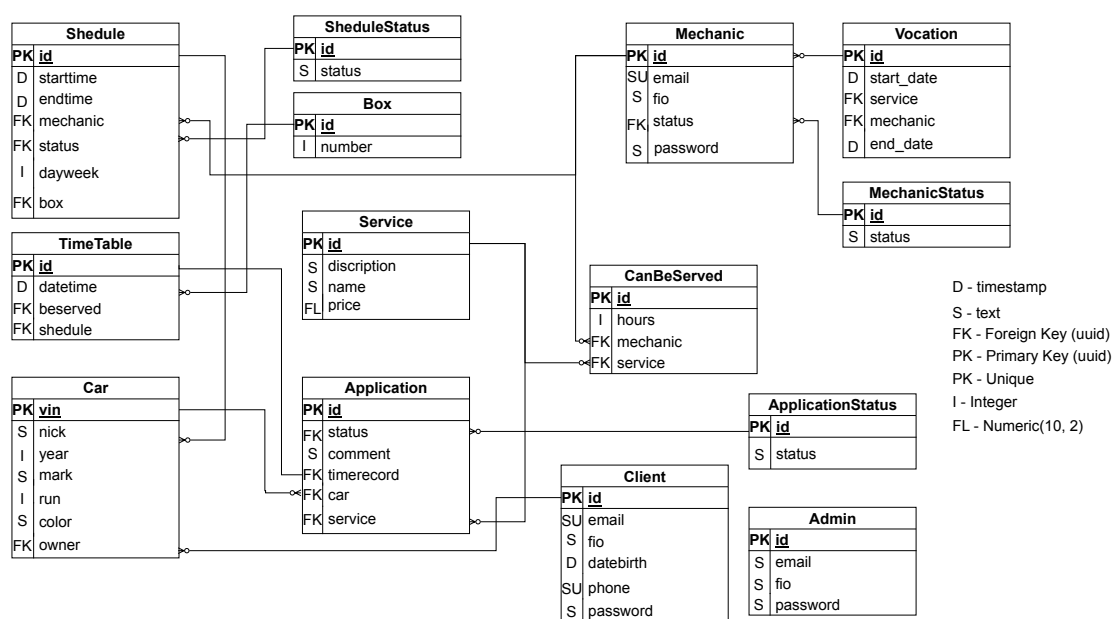 Shedule
PK id
D starttime
D endtime
FK mechanic
FK status
I dayweek
FK box
SheduleStatus
PK id
S status
Box
PK id
I number
Mechanic
PK id
SU email
S fio
FK status
S password
Vocation
PK id
D start_date
FK service
FK mechanic
D end_date
MechanicStatus
PK id
S status
TimeTable
PK id
D datetime
FK beserved
FK shedule
Service
PK id
S discription
S name
FL price
CanBeServed
PK id
I hours
FK mechanic
FK service
D - timestamp
S - text
FK - Foreign Key (uuid)
PK - Primary Key (uuid)
PK - Unique
I - Integer
FL - Numeric(10, 2)
Car
PK vin
S nick
I year
S mark
I run
S color
FK owner
Application
PK id
FK status
S comment
FK timerecord
FK car
FK service
ApplicationStatus
PK id
S status
Client
PK id
SU email
S fio
D datebirth
SU phone
S password
Admin
PK id
S email
S fio
S password